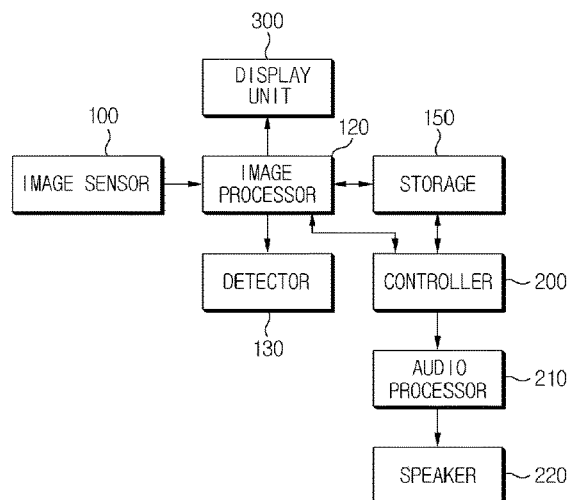 300
DISPLAY
UNIT
100
120
150
IMAGE SENSOR
IMAGE
PROCESSOR
STORAGE
DETECTOR
130
CONTROLLER
200
AUDIO
PROCESSOR
210
SPEAKER
220